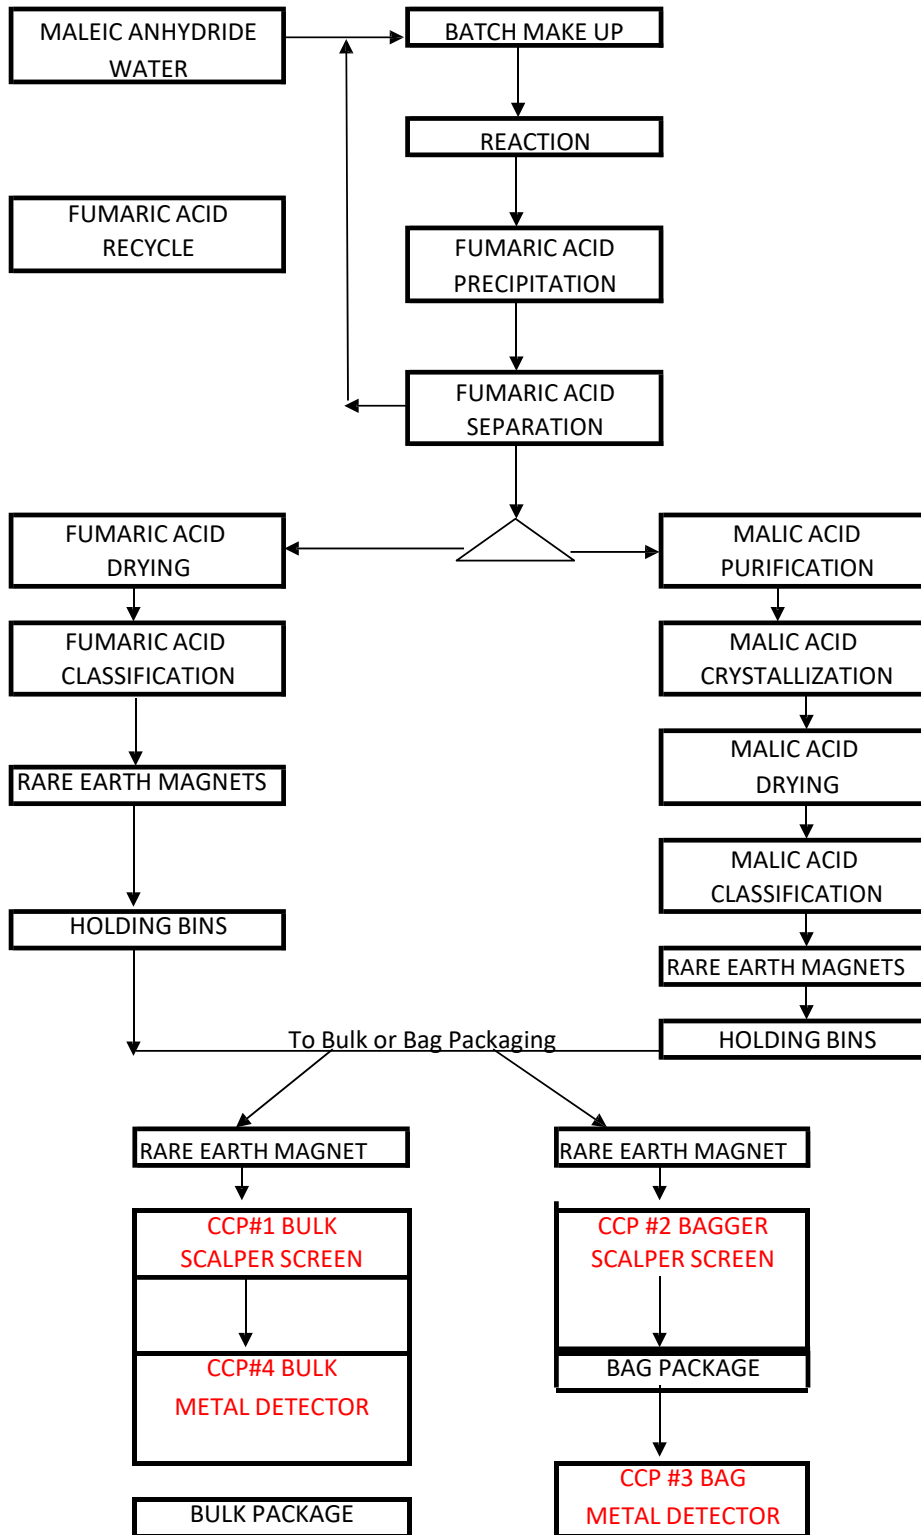 MALEIC ANHYDRIDE
WATER
BATCH MAKE UP
REACTION
FUMARIC ACID
RECYCLE
FUMARIC ACID
PRECIPITATION
FUMARIC ACID
SEPARATION
FUMARIC ACID
DRYING
MALIC ACID
PURIFICATION
FUMARIC ACID
CLASSIFICATION
MALIC ACID
CRYSTALLIZATION
RARE EARTH MAGNETS
MALIC ACID
DRYING
MALIC ACID
CLASSIFICATION
HOLDING BINS
RARE EARTH MAGNETS
HOLDING BINS
To Bulk or Bag Packaging
RARE EARTH MAGNET
RARE EARTH MAGNET
CCP#1 BULK
SCALPER SCREEN
CCP #2 BAGGER
SCALPER SCREEN
CCP#4 BULK
METAL DETECTOR
BAG PACKAGE
BULK PACKAGE
CCP #3 BAG
METAL DETECTOR